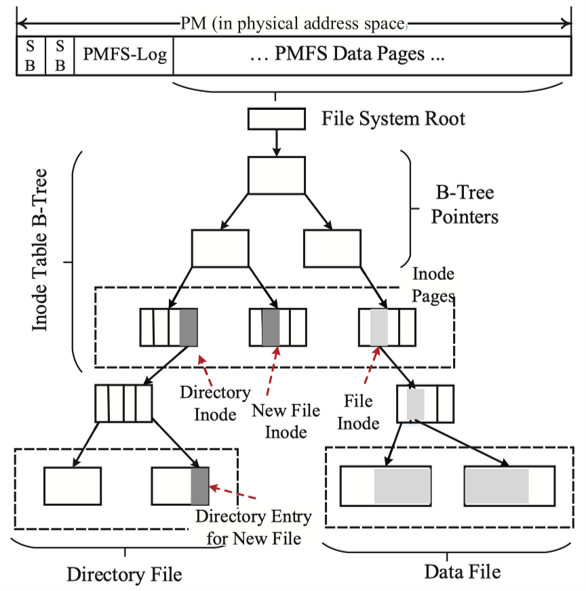 PM (in physical address space
S
B
S
B
PMFS-Log
... PMFS Data Pages ...
File System Root
Inode Table B-Tree
B-Tree
Pointers
Inode
Pages
Directory
Inode
New File
Inode
File
Inode
Directory Entry
for New File
Directory File
Data File